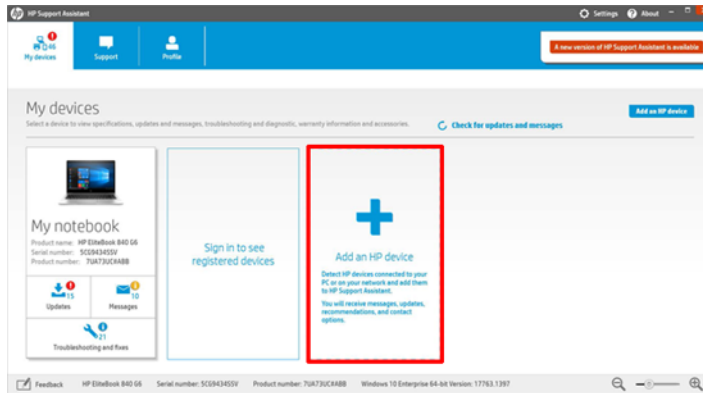 HP Support Assistant
Settings
About
My devices
46
Support
Profile
A new version of HP Support Assistant is available
My devices
Select a device to view specifications, updates and messages, troubleshooting and diagnostic, warranty information and accessories.
Check for updates and messages
Add an HP device
My notebook
Product name: HP EliteBook 840 G6
Serial number: 5CG9434SSV
Product number: 7UA73UCXABB
15
Updates
10
Messages
21
Troubleshooting and fixes
Sign in to see
registered devices
Add an HP device
Detect HP devices connected to your
PC or on your network and add them
to HP Support Assistant.
You will receive messages, updates,
recommendations, and contact
options.
Feedback
HP EliteBook 840 G6
Serial number: 5CG9434SSV
Product number: 7UA73UCXABB
Windows 10 Enterprise 64-bit Version: 17763.1397